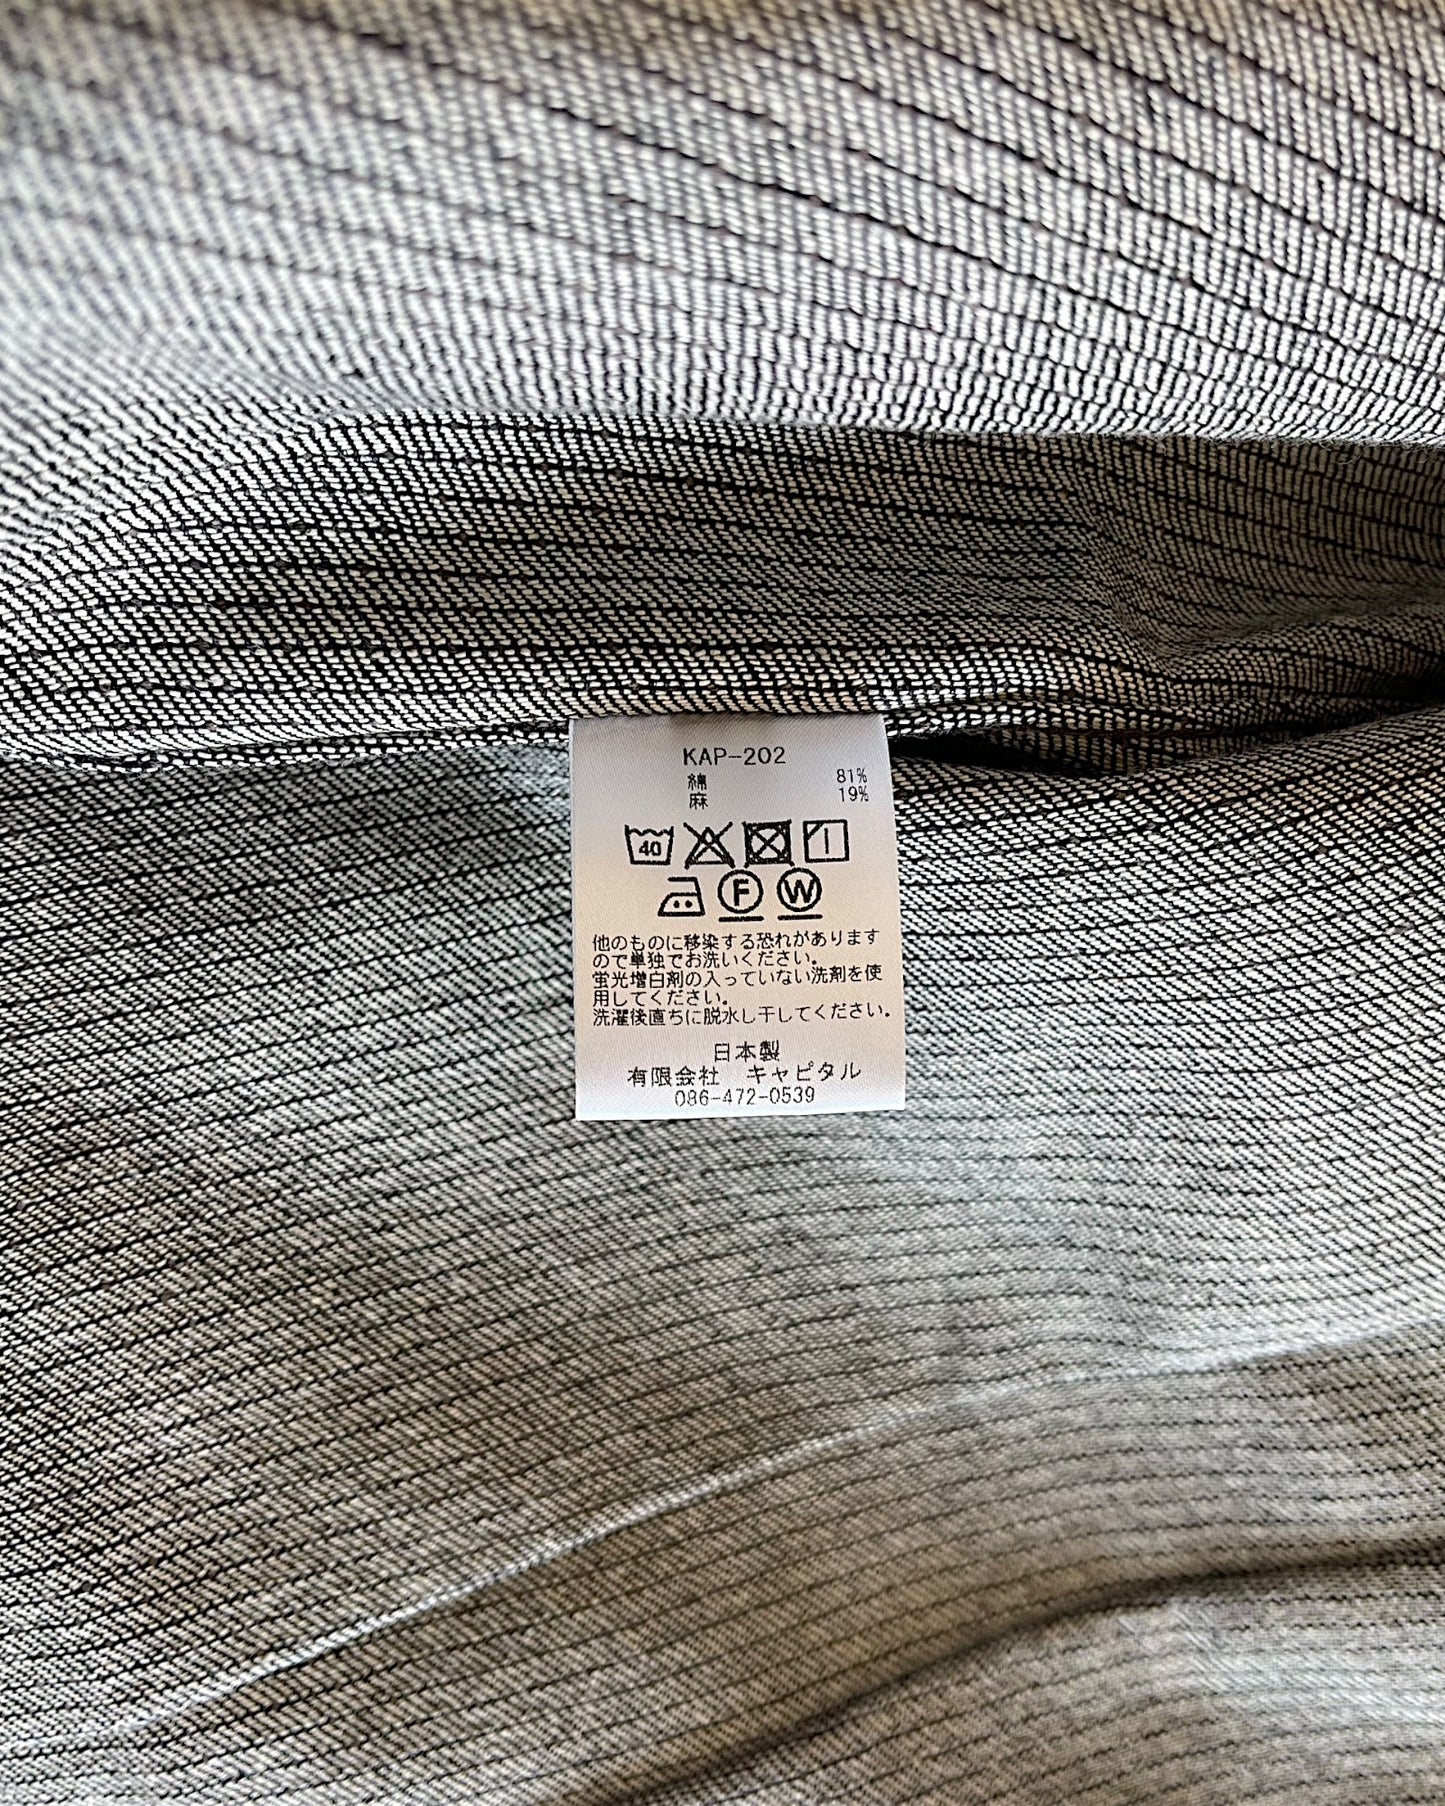 KAP-202
綿 81%
麻 19%
40
F W
他のものに移染する恐れがあります
ので単独でお洗いください。
蛍光増白剤の入っていない洗剤を使
用してください。
洗濯後直ちに脱水し干してください。
日本製
有限会社 キャピタル
086-472-0539